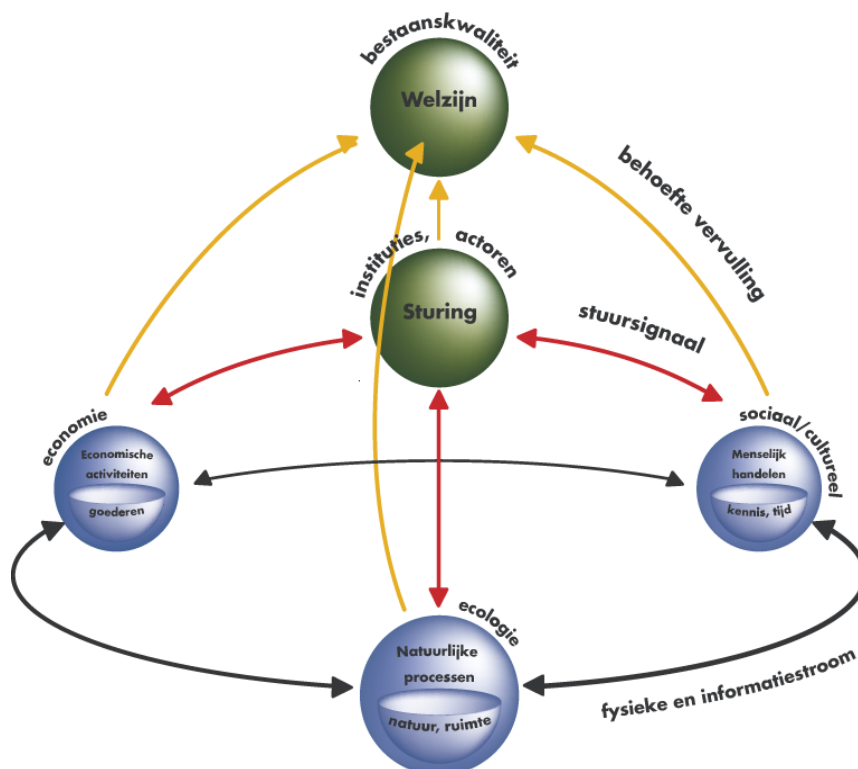 bestaanskwaliteit
Welzijn
behoefte vervulling
instituties, actoren
Sturing
stuursignaal
economie
Economische
activiteiten
goederen
sociaal/cultureel
Menselijk
handelen
kennis, tijd
ecologie
Natuurlijke
processen
natuur, ruimte
fysieke en informatiestroom